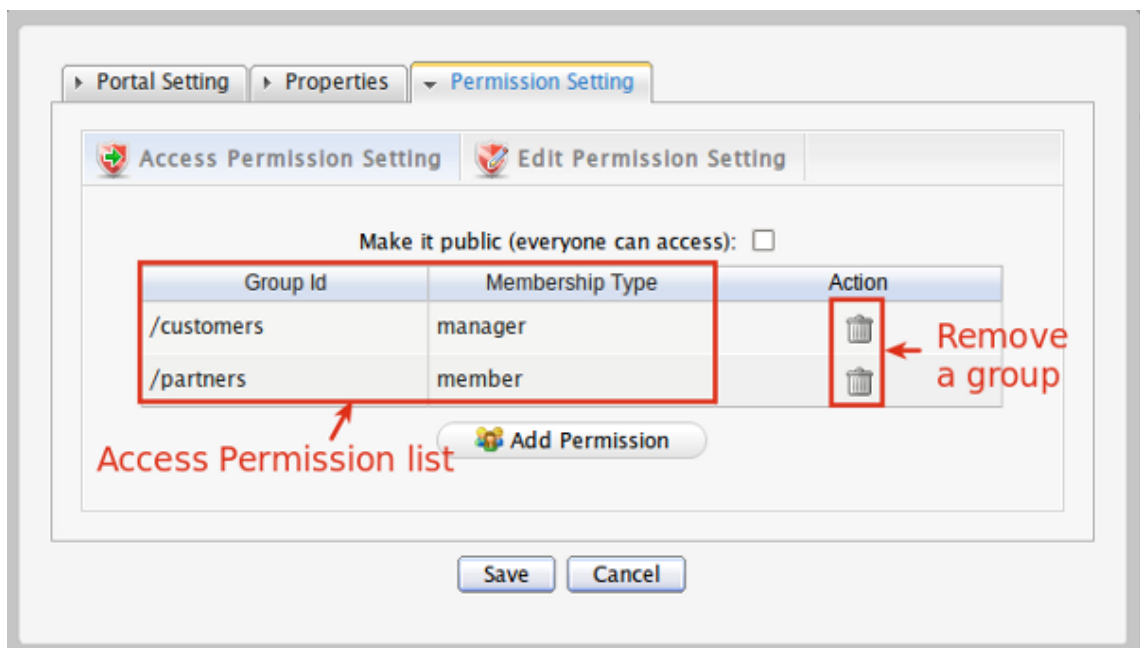 Portal Setting Properties Permission Setting
Access Permission Setting Edit Permission Setting
Make it public (everyone can access):
Group Id Membership Type Action
/customers manager
/partners member
Remove
a group
Access Permission list
Add Permission
Save Cancel